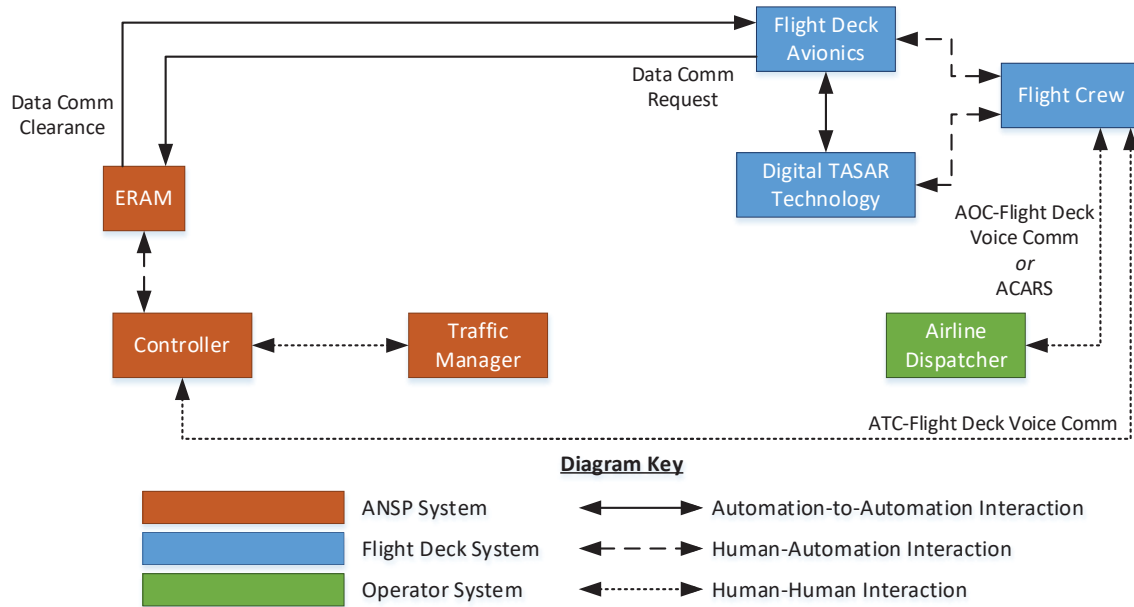 Flight Deck
Avionics
Data Comm
Request
Flight Crew
Data Comm
Clearance
ERAM
Digital TASAR
Technology
AOC-Flight Deck
Voice Comm
or
ACARS
Controller
Traffic
Manager
Airline
Dispatcher
ATC-Flight Deck Voice Comm
Diagram Key
ANSP System
Automation-to-Automation Interaction
Flight Deck System
Human-Automation Interaction
Operator System
Human-Human Interaction